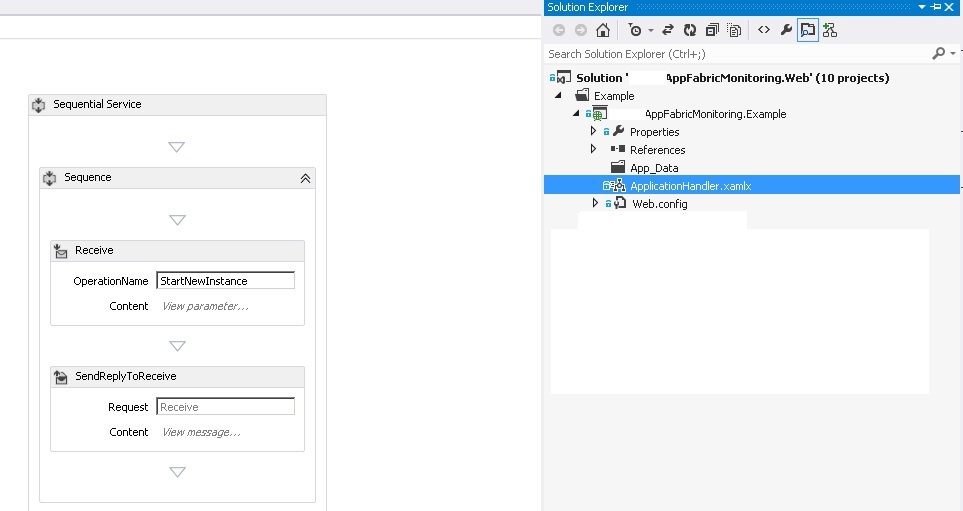 Sequential Service
Sequence
Receive
OperationName StartNewInstance
Content View parameter...
SendReplyToReceive
Request Receive
Content View message...
Solution Explorer
Search Solution Explorer (Ctrl+;)
Solution ' AppFabricMonitoring.Web' (10 projects)
Example
AppFabricMonitoring.Example
Properties
References
App_Data
ApplicationHandler.xamlx
Web.config